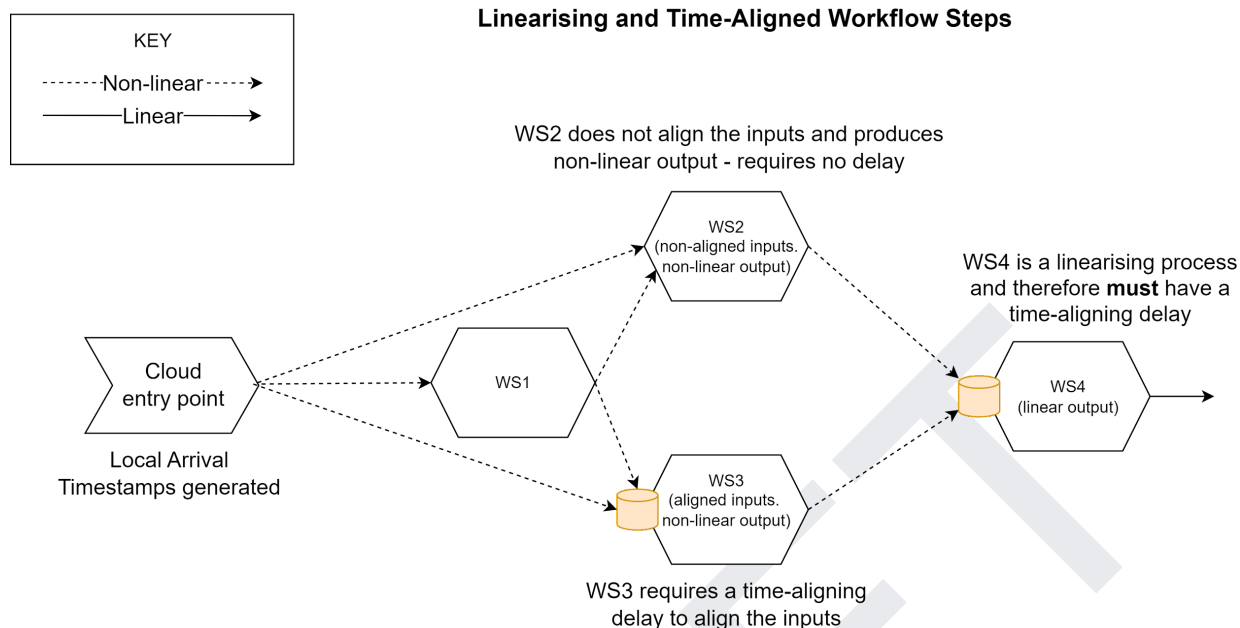 Linearising and Time-Aligned Workflow Steps
KEY
Non-linear
Linear
WS2 does not align the inputs and produces
non-linear output - requires no delay
WS2
(non-aligned inputs.
non-linear output)
WS4 is a linearising process
and therefore must have a
time-aligning delay
Cloud
entry point
WS1
WS4
(linear output)
Local Arrival
Timestamps generated
WS3
(aligned inputs.
non-linear output)
WS3 requires a time-aligning
delay to align the inputs